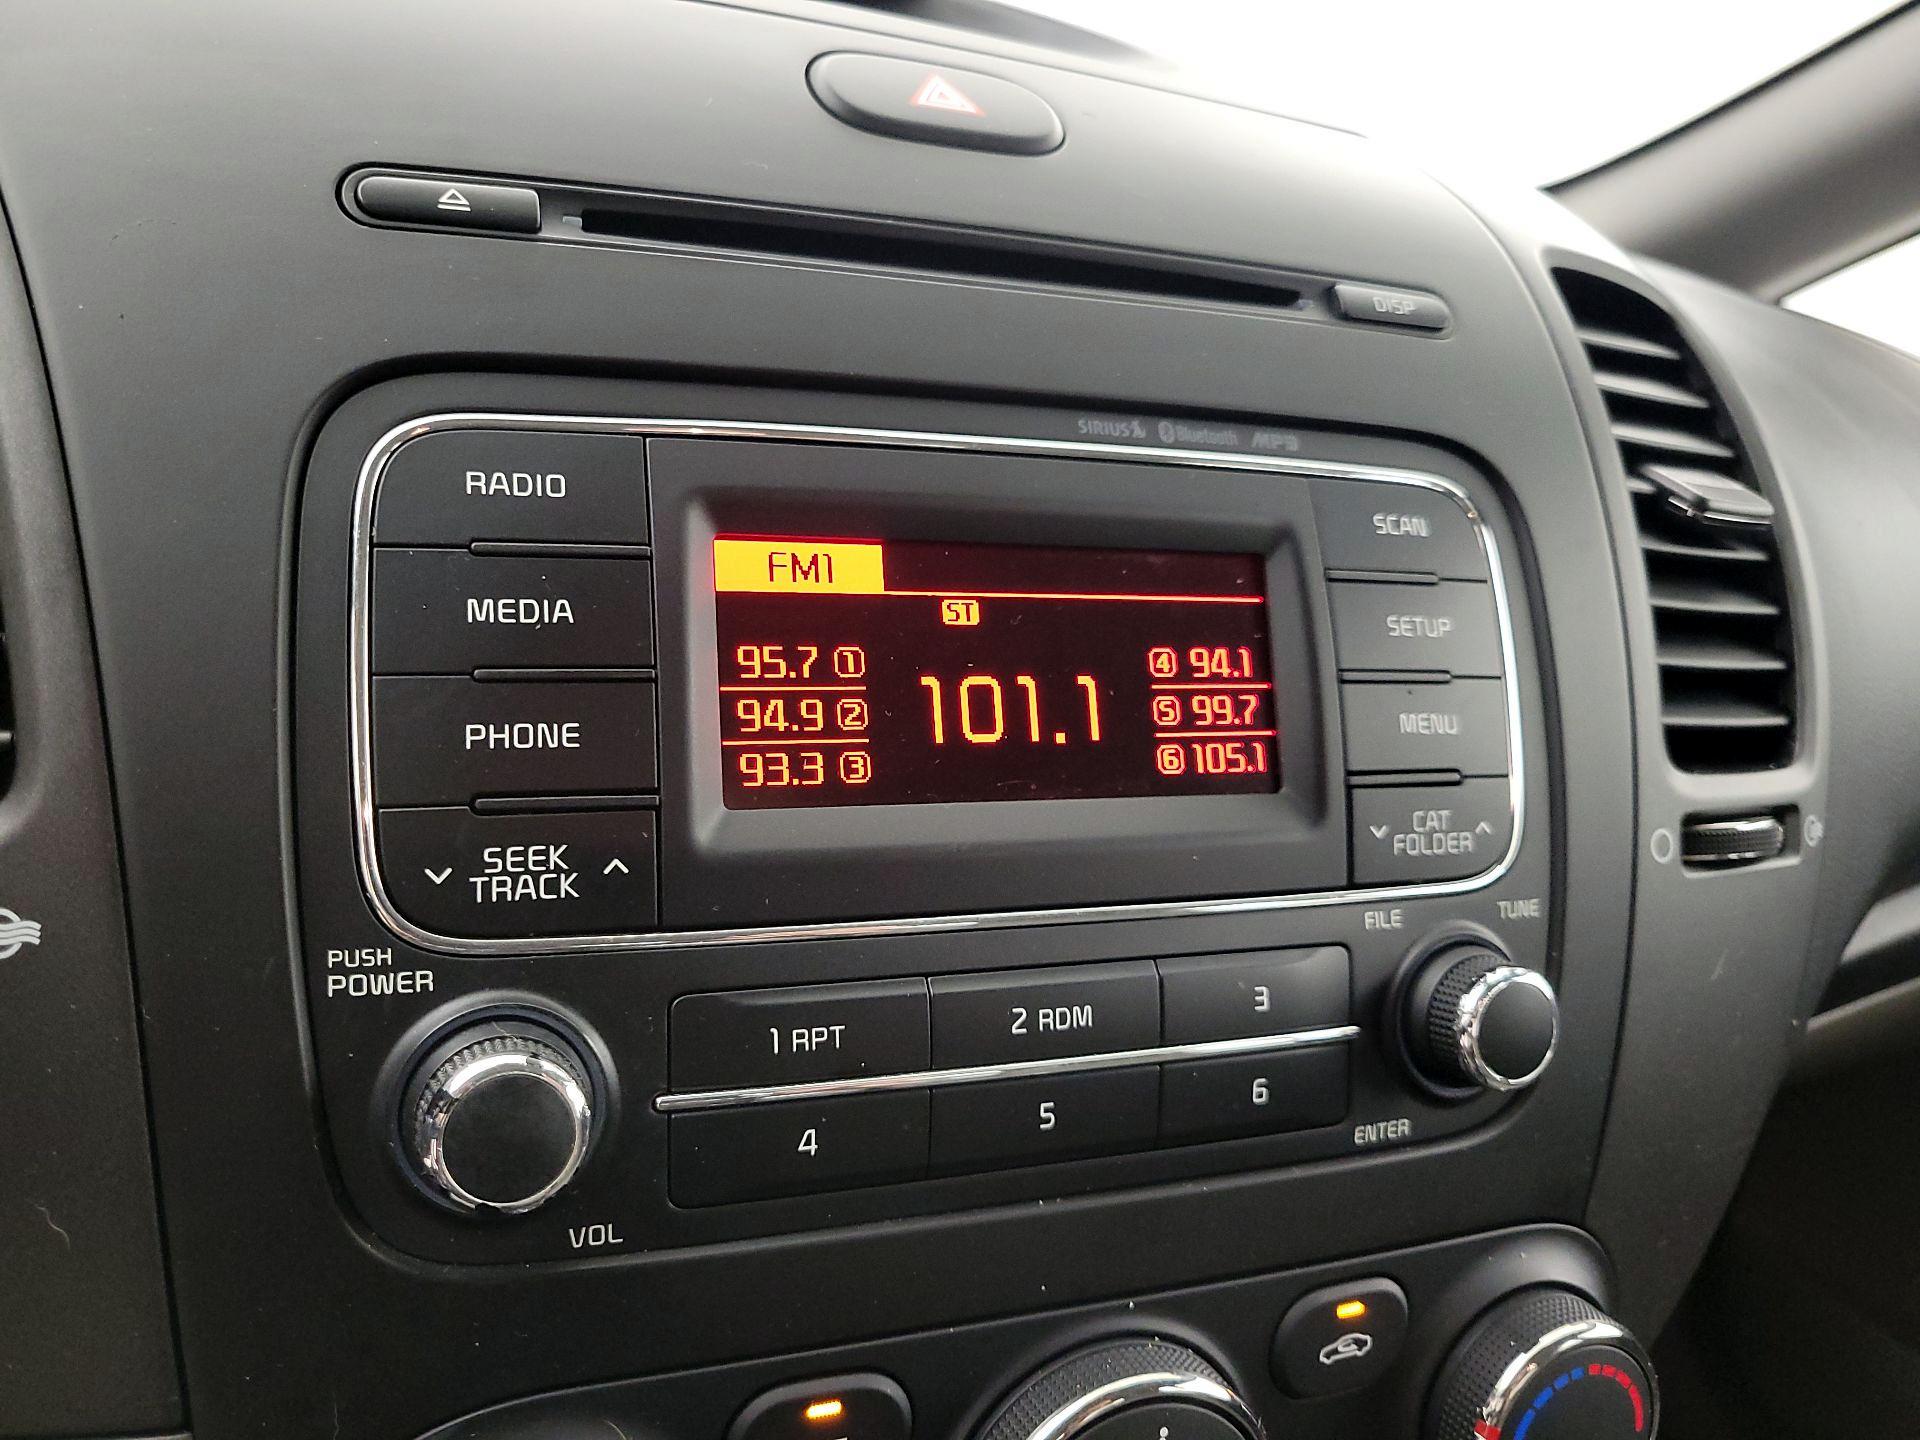 DISP
SIRIUS Bluetooth MP3
RADIO
MEDIA
PHONE
SEEK
TRACK
FM1
ST
95.7 1
94.9 2
93.3 3
101.1
4 94.1
5 99.7
6 105.1
SCAN
SETUP
MENU
CAT
FOLDER
PUSH
POWER
VOL
1 RPT
2 RDM
3
4
5
6
FILE
TUNE
ENTER